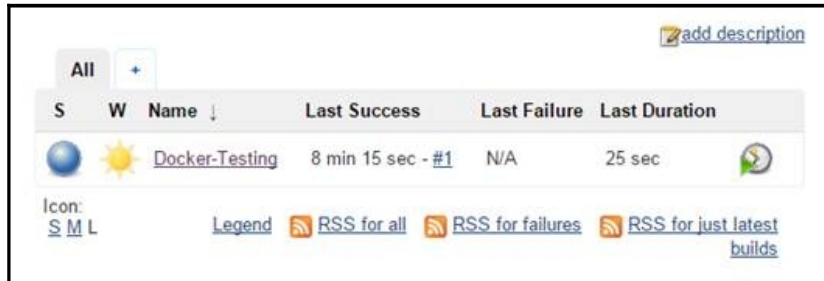 add description
All +
S W Name ↓ Last Success Last Failure Last Duration
Docker-Testing 8 min 15 sec - #1 N/A 25 sec
Icon:
S M L Legend RSS for all RSS for failures RSS for just latest
builds